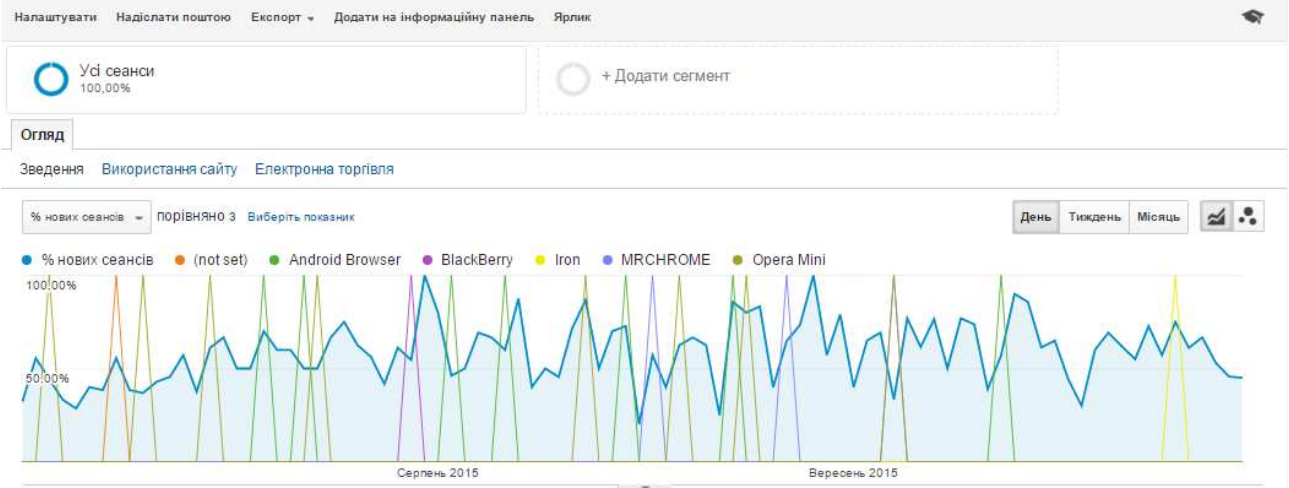 Налаштувати Надіслати поштою Експорт Додати на інформаційну панель Ярлик
Усі сеанси
100,00%
+ Додати сегмент
Огляд
Зведення Використання сайту Електронна торгівля
% нових сеансів порівняно з Виберіть показник День Тиждень Місяць
% нових сеансів (not set) Android Browser BlackBerry Iron MRCHROME Opera Mini
100,00%
50,00%
Серпень 2015 Вересень 2015